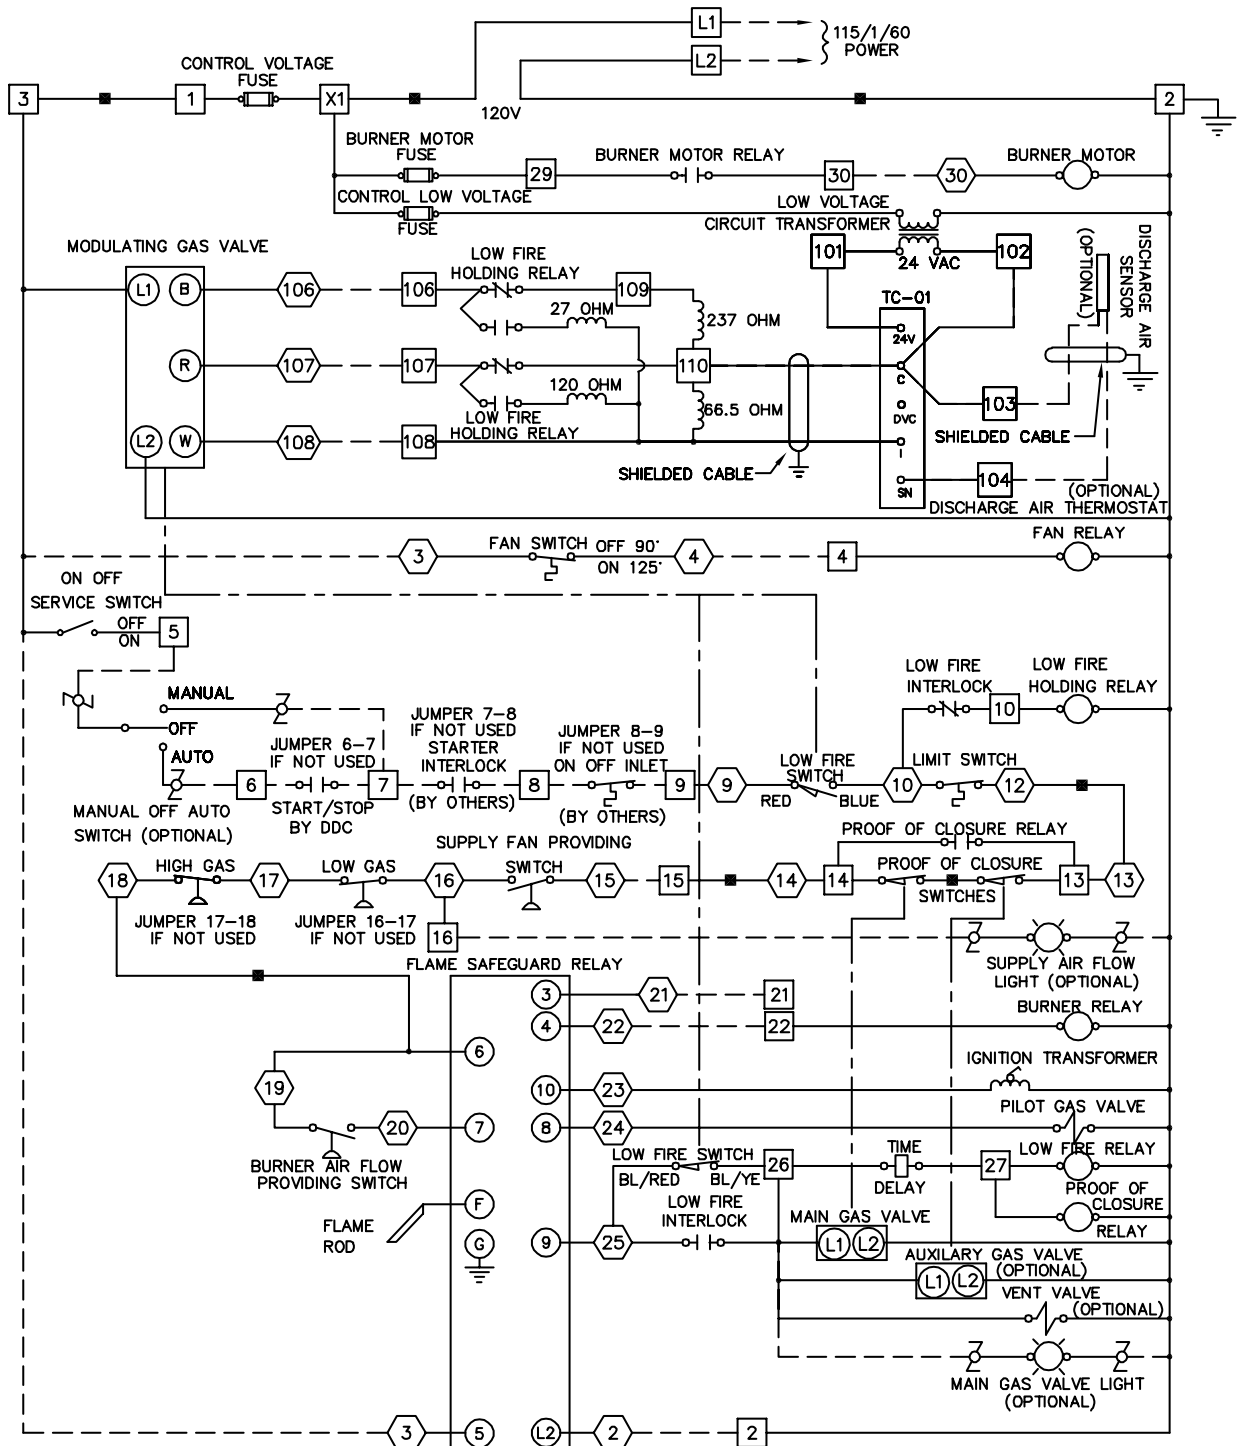 L1
115/1/60
POWER
L2
CONTROL VOLTAGE
FUSE
3
1
X1
120V
2
BURNER MOTOR
FUSE
29
BURNER MOTOR RELAY
30
30
BURNER MOTOR
CONTROL LOW VOLTAGE
FUSE
LOW VOLTAGE
CIRCUIT TRANSFORMER
101
24 VAC
102
DISCHARGE AIR
SENSOR
(OPTIONAL)
MODULATING GAS VALVE
LOW FIRE
HOLDING RELAY
L1
B
106
106
109
27 OHM
237 OHM
TC-01
24V
R
107
107
110
C
120 OHM
66.5 OHM
103
DVC
LOW FIRE
HOLDING RELAY
SHIELDED CABLE
L2
W
108
108
I
SHIELDED CABLE
104
SN
(OPTIONAL)
DISCHARGE AIR THERMOSTAT
3
FAN SWITCH
OFF 90°
ON 125°
4
4
FAN RELAY
ON OFF
SERVICE SWITCH
OFF
ON
5
MANUAL
OFF
AUTO
LOW FIRE
INTERLOCK
10
LOW FIRE
HOLDING RELAY
JUMPER 6-7
IF NOT USED
JUMPER 7-8
IF NOT USED
STARTER
INTERLOCK
JUMPER 8-9
IF NOT USED
ON OFF INLET
LOW FIRE
SWITCH
LIMIT SWITCH
6
7
8
9
9
RED
BLUE
10
12
MANUAL OFF AUTO
SWITCH (OPTIONAL)
START/STOP
BY DDC
(BY OTHERS)
(BY OTHERS)
PROOF OF CLOSURE RELAY
SUPPLY FAN PROVIDING
SWITCH
18
HIGH GAS
17
LOW GAS
16
15
15
14
14
PROOF OF CLOSURE
SWITCHES
13
13
JUMPER 17-18
IF NOT USED
JUMPER 16-17
IF NOT USED
16
SUPPLY AIR FLOW
LIGHT (OPTIONAL)
FLAME SAFEGUARD RELAY
3
21
21
4
22
22
BURNER RELAY
6
IGNITION TRANSFORMER
19
10
23
PILOT GAS VALVE
20
7
8
24
BURNER AIR FLOW
PROVIDING SWITCH
LOW FIRE SWITCH
BL/RED
BL/YE
26
TIME
DELAY
27
LOW FIRE RELAY
PROOF OF
CLOSURE
RELAY
FLAME
ROD
F
LOW FIRE
INTERLOCK
MAIN GAS VALVE
G
9
25
L1
L2
AUXILARY GAS VALVE
(OPTIONAL)
L1
L2
VENT VALVE
(OPTIONAL)
MAIN GAS VALVE LIGHT
(OPTIONAL)
3
5
L2
2
2